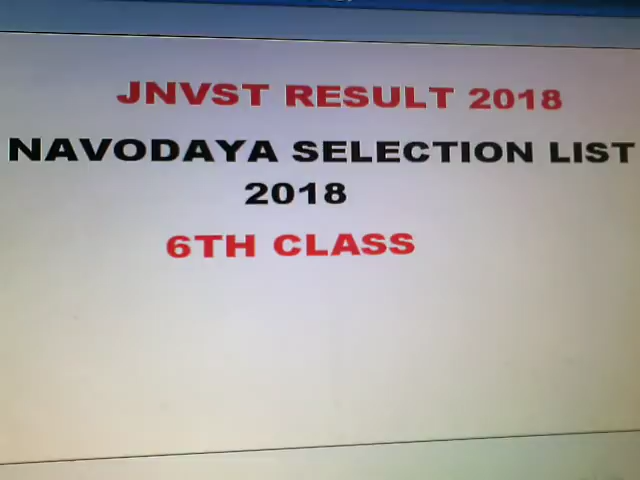 JNVST RESULT 2018
NAVODAYA SELECTION LIST
2018
6TH CLASS